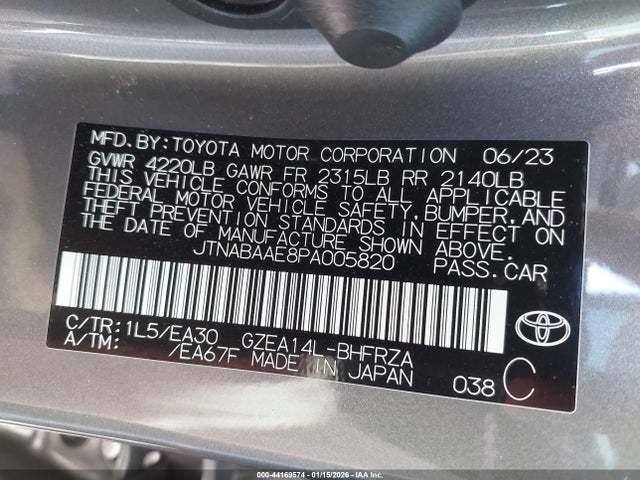 MFD. BY: TOYOTA MOTOR CORPORATION 06/23
GVWR 4220LB GAWR FR 2315LB RR 2140LB
THIS VEHICLE CONFORMS TO ALL APPLICABLE
FEDERAL MOTOR VEHICLE SAFETY, BUMPER, AND
THEFT PREVENTION STANDARDS IN EFFECT ON
THE DATE OF MANUFACTURE SHOWN ABOVE.
JTNABAAE8PA005820 PASS. CAR
C/TR: 1L5/EA30 GZEA14L-BHFRZA
A/TM: /EA67F MADE IN JAPAN
TOYOTA
038 C
000-44169574 - 01/15/2026 - IAA Inc.